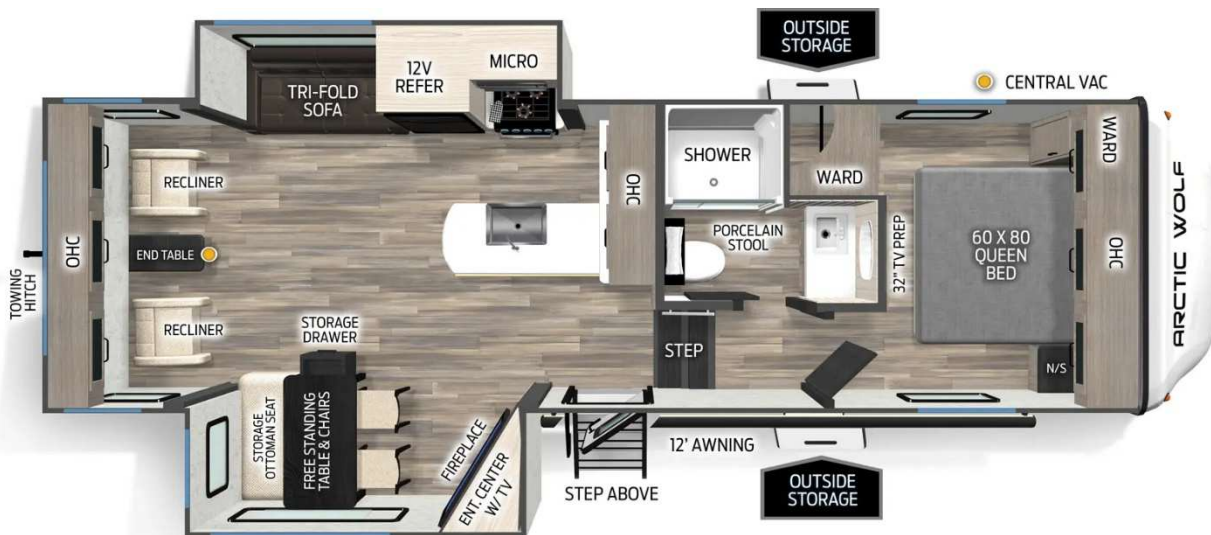 OUTSIDE
STORAGE
CENTRAL VAC
MICRO
12V
REFER
TRI-FOLD
SOFA
RECLINER
SHOWER
WARD
WARD
OHC
END TABLE
OHC
PORCELAIN
STOOL
32" TV PREP
60 X 80
QUEEN
BED
OHC
ARCTIC WOLF
TOWING
HITCH
RECLINER
STORAGE
DRAWER
STEP
N/S
STORAGE
OTTOMAN SEAT
FREE STANDING
TABLE & CHAIRS
FIREPLACE
ENT. CENTER
W/ TV
12' AWNING
STEP ABOVE
OUTSIDE
STORAGE